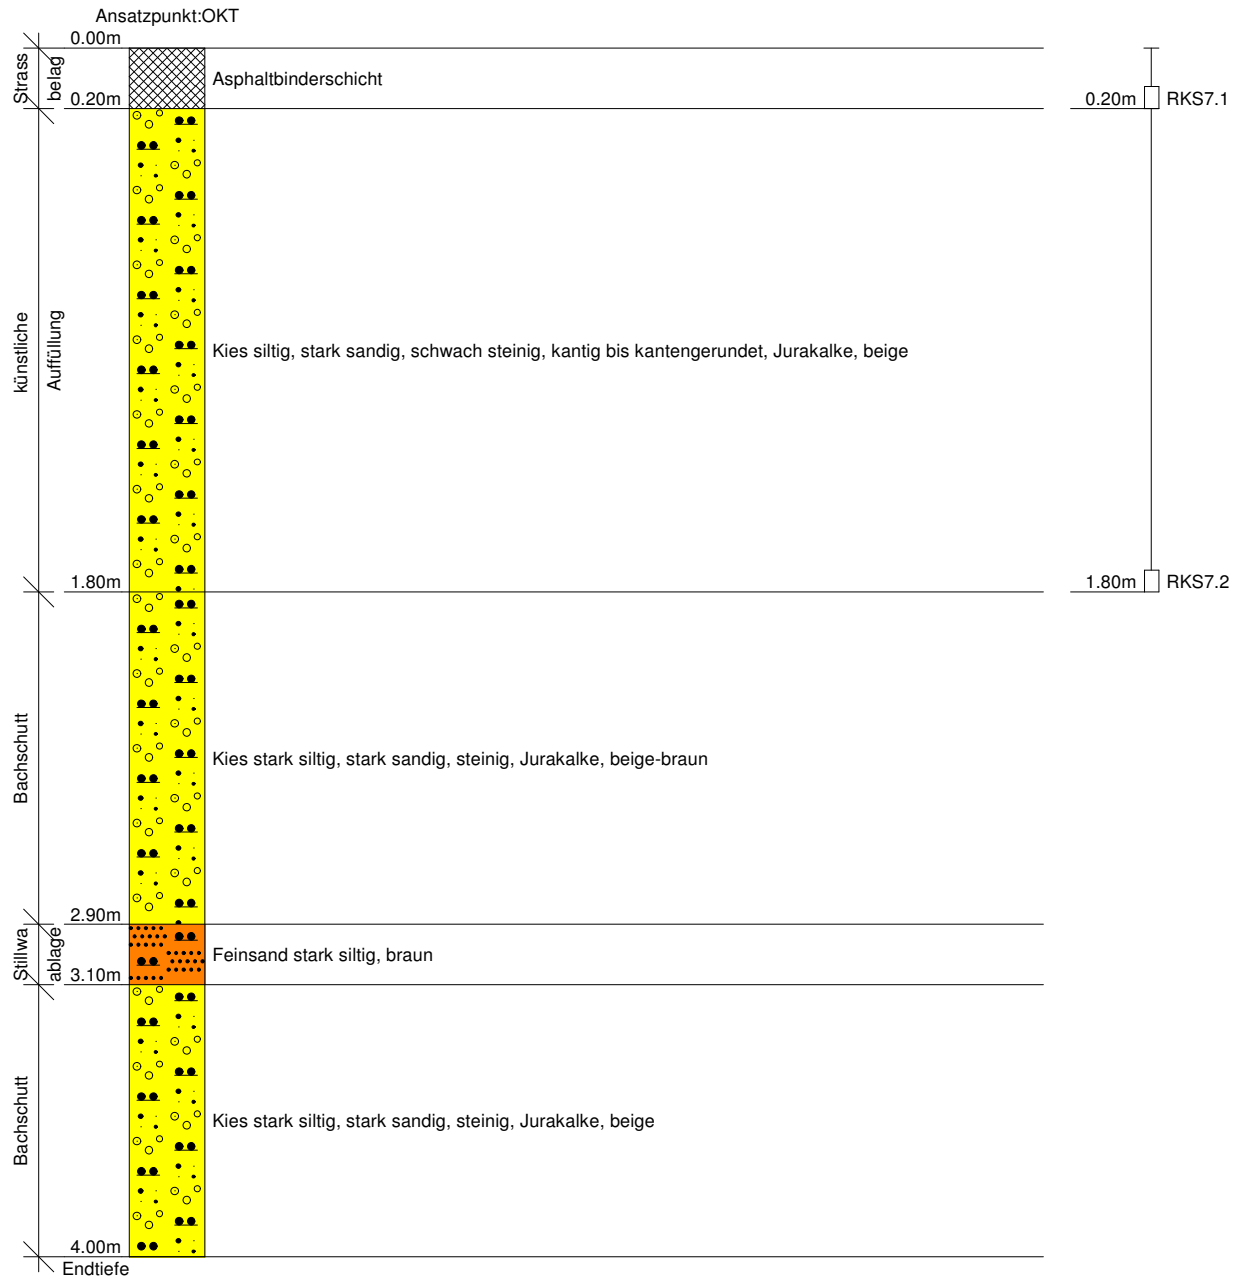 Ansatzpunkt:OKT
0.00m
Strass
belag
Asphaltbinderschicht
0.20m
0.20m
RKS7.1
künstliche
Auffüllung
Kies siltig, stark sandig, schwach steinig, kantig bis kantengerundet, Jurakalke, beige
1.80m
1.80m
RKS7.2
Bachschutt
Kies stark siltig, stark sandig, steinig, Jurakalke, beige-braun
2.90m
Stillwa
ablage
Feinsand stark siltig, braun
3.10m
Bachschutt
Kies stark siltig, stark sandig, steinig, Jurakalke, beige
4.00m
Endtiefe